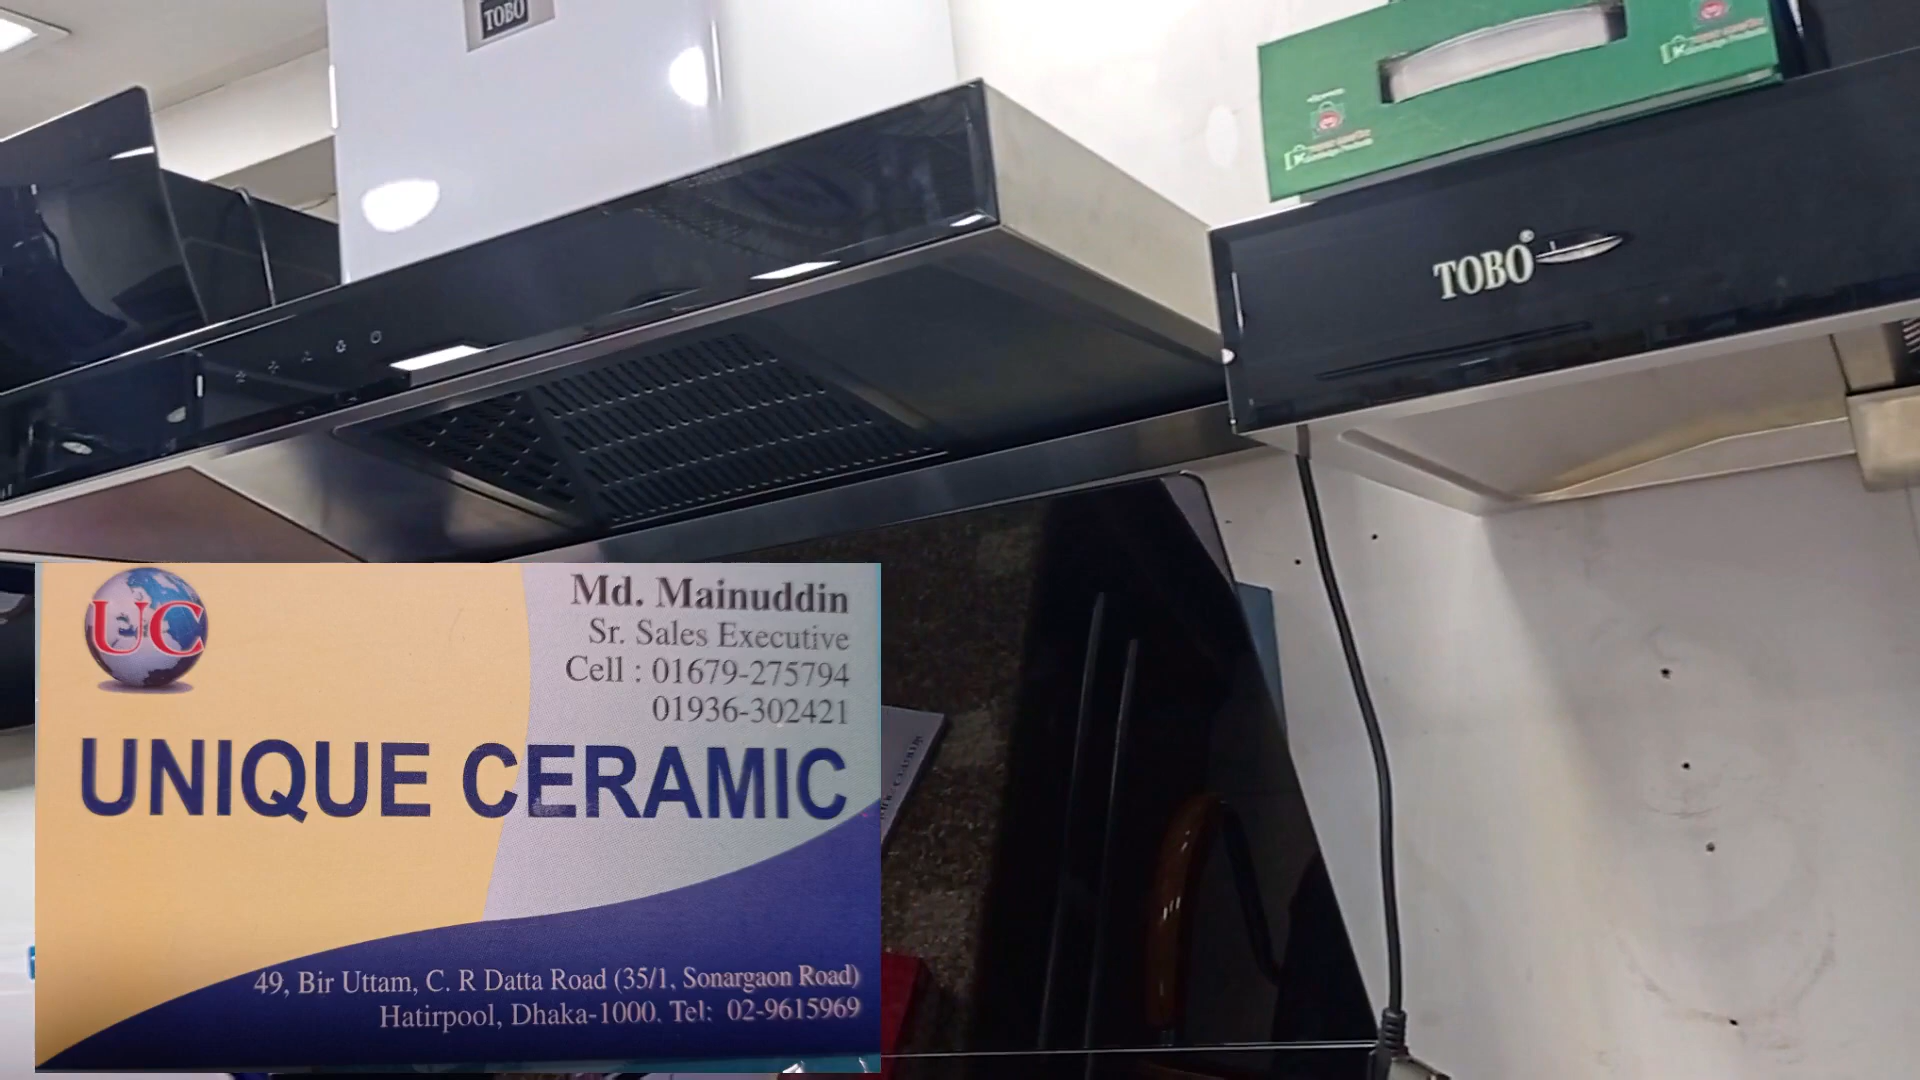 TOBO
TOBO®
UC
Md. Mainuddin
Sr. Sales Executive
Cell : 01679-275794
01936-302421
UNIQUE CERAMIC
49, Bir Uttam, C. R Datta Road (35/1, Sonargaon Road)
Hatirpool, Dhaka-1000. Tel: 02-9615969